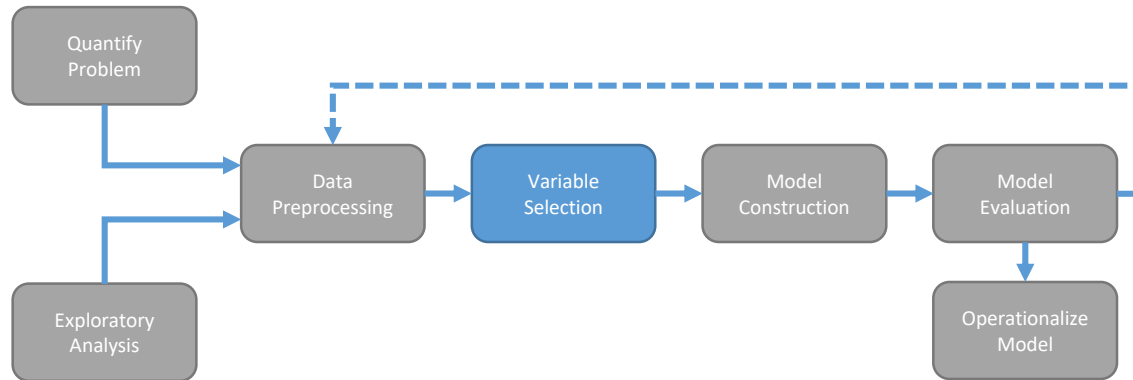 Quantify
Problem
Data
Preprocessing
Variable
Selection
Model
Construction
Model
Evaluation
Exploratory
Analysis
Operationalize
Model